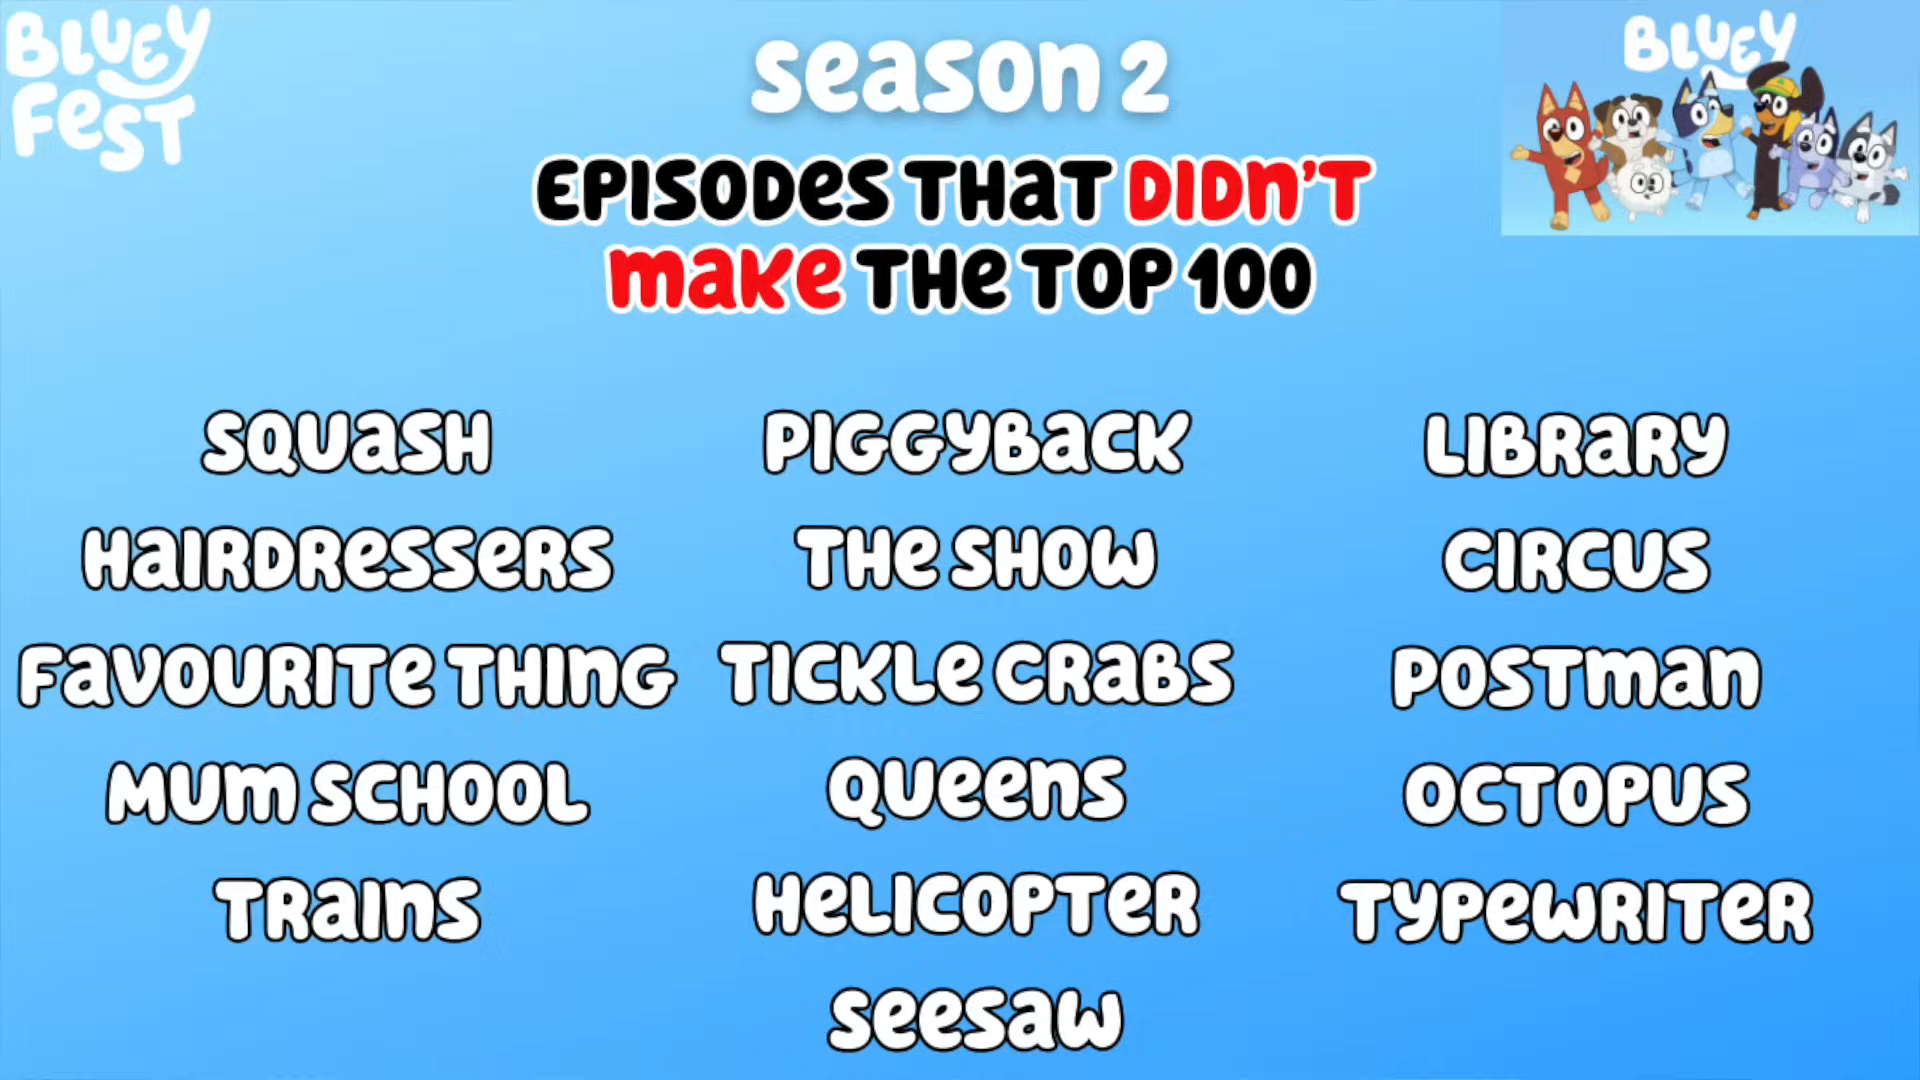 BLUEY
FEST
SEASON 2
BLUEY
EPISODES THAT DIDN'T
MAKE THE TOP 100
SQUASH
HAIRDRESSERS
FAVOURITE THING
MUM SCHOOL
TRAINS
PIGGYBACK
THE SHOW
TICKLE CRABS
QUEENS
HELICOPTER
SEESAW
LIBRARY
CIRCUS
POSTMAN
OCTOPUS
TYPEWRITER